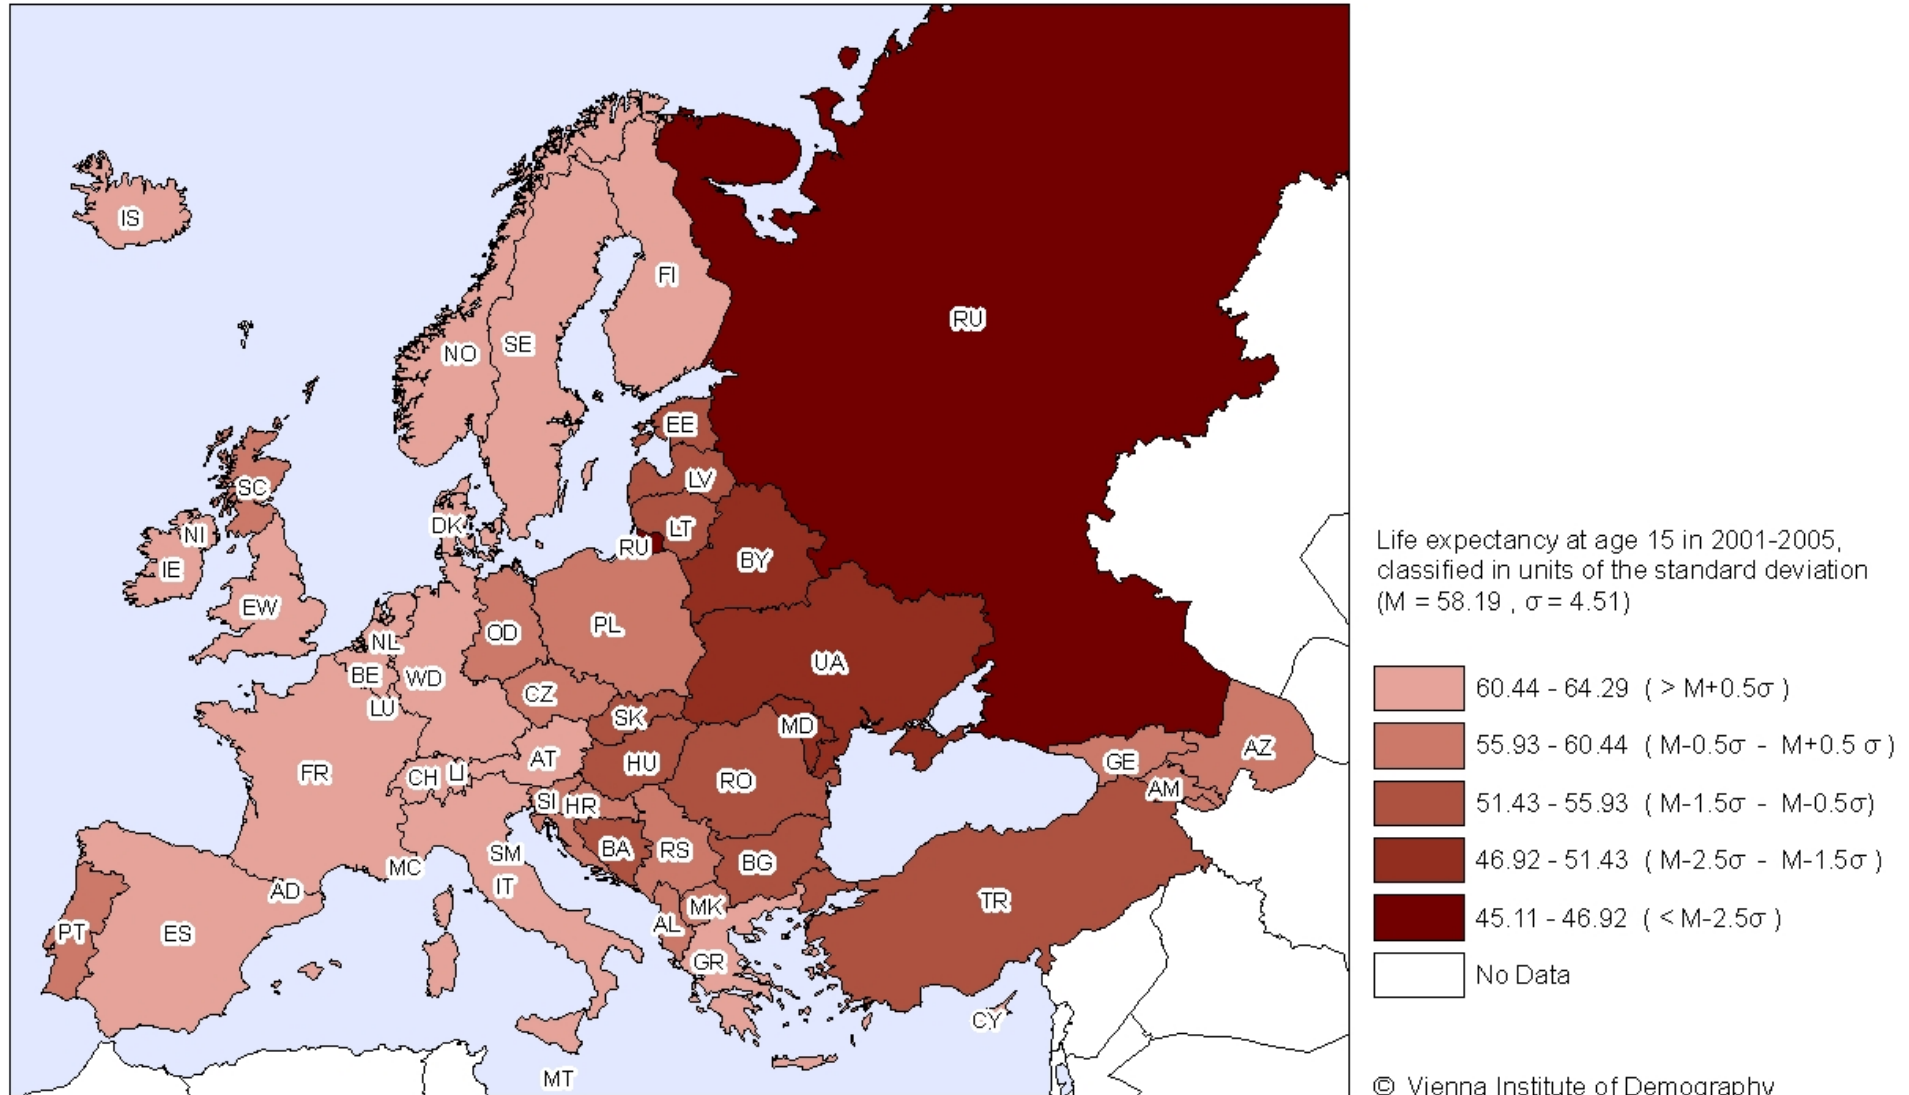 IS
FI
RU
NO
SE
EE
SC
LV
DK
NI
LT
RU
BY
IE
EW
OD
PL
NL
UA
BE
WD
CZ
LU
SK
MD
AZ
FR
CH
LI
AT
HU
GE
RO
AM
SI
HR
BA
RS
SM
BG
MC
IT
AD
TR
MK
AL
PT
ES
GR
CY
MT
Life expectancy at age 15 in 2001-2005,
classified in units of the standard deviation
(M = 58.19 , σ = 4.51)
60.44 - 64.29 ( > M+0.5σ )
55.93 - 60.44 ( M-0.5σ - M+0.5 σ )
51.43 - 55.93 ( M-1.5σ - M-0.5σ)
46.92 - 51.43 ( M-2.5σ - M-1.5σ )
45.11 - 46.92 ( < M-2.5σ )
No Data
© Vienna Institute of Demography